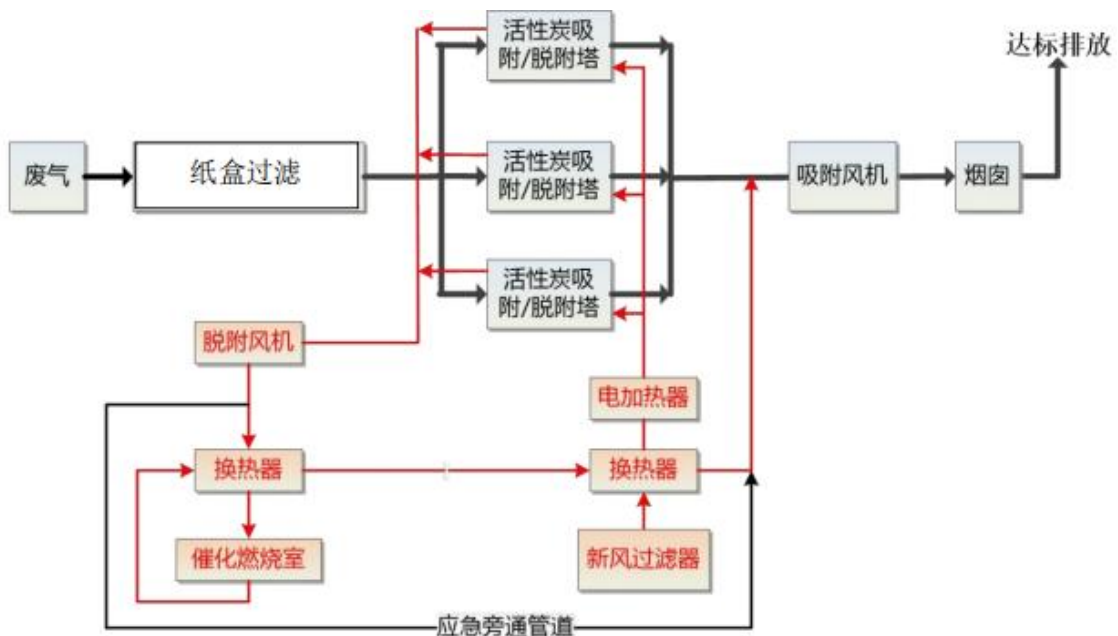 活性炭吸
附/脱附塔
达标排放
废气
纸盒过滤
活性炭吸
附/脱附塔
吸附风机
烟囱
活性炭吸
附/脱附塔
脱附风机
电加热器
换热器
换热器
催化燃烧室
新风过滤器
应急旁通管道